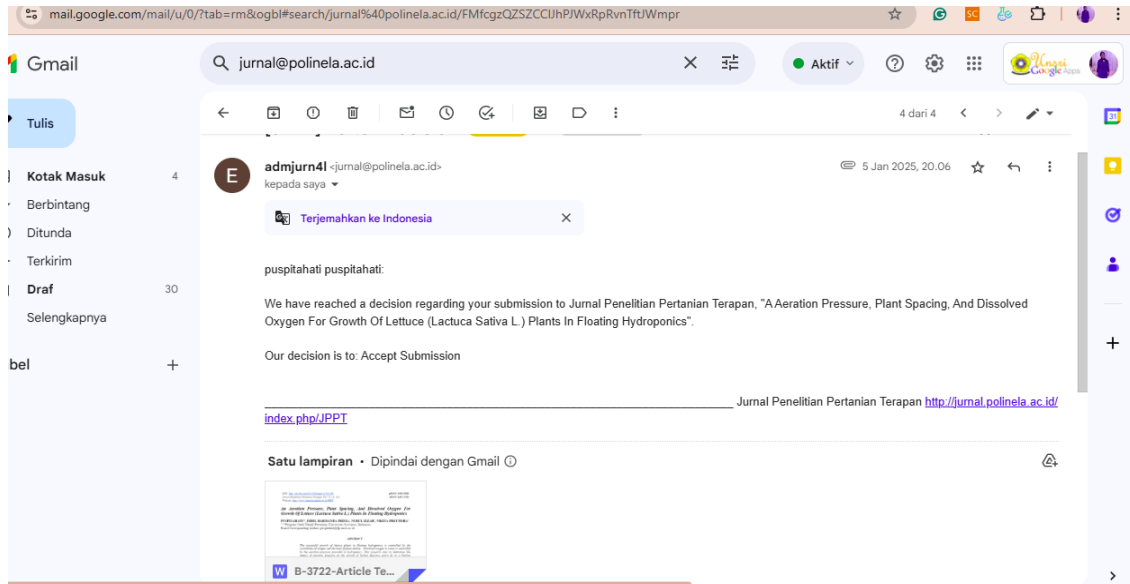 mail.google.com/mail/u/0/?tab=rm&ogbl#search/jurnal%40polinela.ac.id/FMfcgzQZSZCCIJhPJWxRpRvnTftJWmpr
Gmail
jurnal@polinela.ac.id
Aktif
Unsri
Google Apps
Tulis
4 dari 4
Kotak Masuk 4
Berbintang
Ditunda
Terkirim
Draf 30
Selengkapnya
bel
E
admjurn4l <jurnal@polinela.ac.id>
5 Jan 2025, 20.06
kepada saya
Terjemahkan ke Indonesia
puspitahati puspitahati:
We have reached a decision regarding your submission to Jurnal Penelitian Pertanian Terapan, "A Aeration Pressure, Plant Spacing, And Dissolved
Oxygen For Growth Of Lettuce (Lactuca Sativa L.) Plants In Floating Hydroponics".
Our decision is to: Accept Submission
________________________________________________________________________ Jurnal Penelitian Pertanian Terapan http://jurnal.polinela.ac.id/
index.php/JPPT
Satu lampiran • Dipindai dengan Gmail
W B-3722-Article Te...